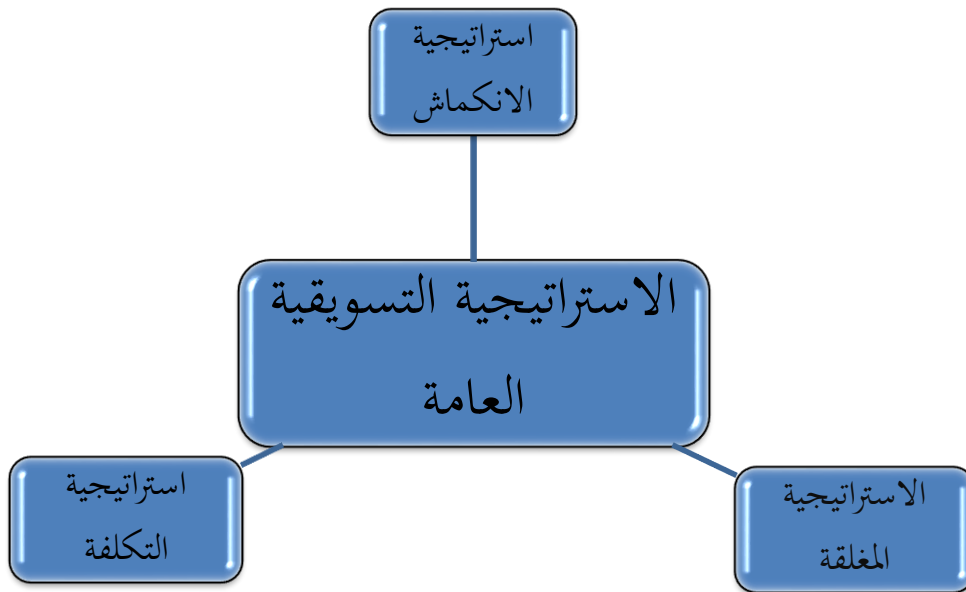 استراتيجية
الانكماش
الاستراتيجية التسويقية
العامة
الاستراتيجية
المغلقة
استراتيجية
التكلفة